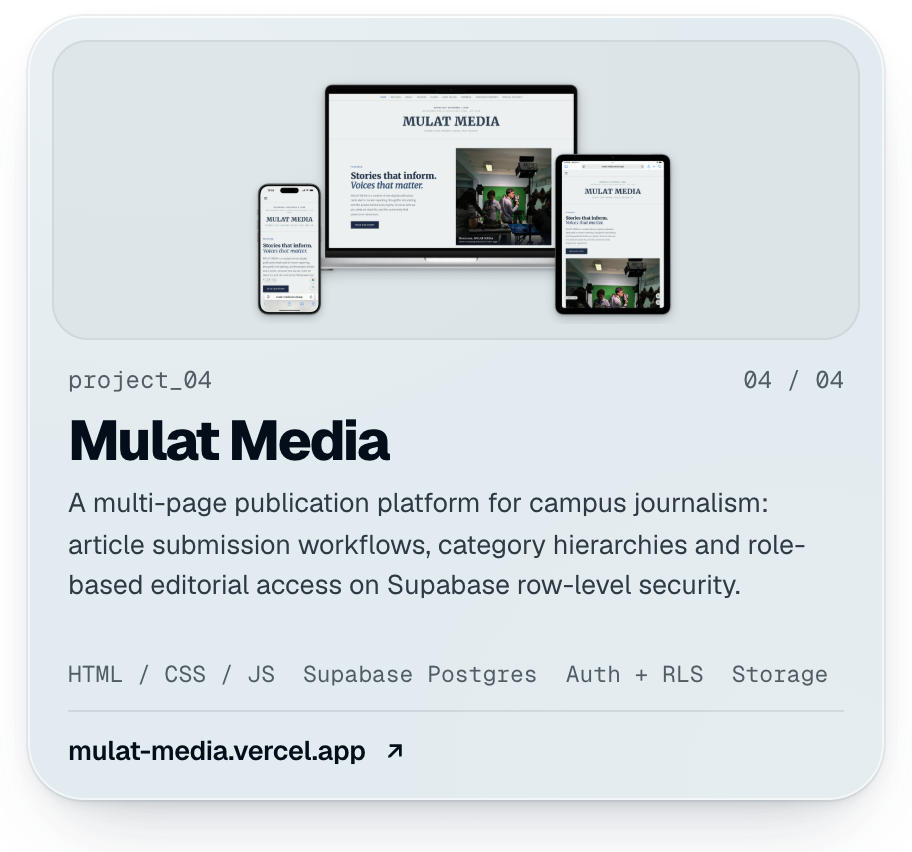 MULAT MEDIA
Stories that inform.
Voices that matter.
MULAT MEDIA
Stories that inform.
Voices that matter.
MULAT MEDIA
Stories that inform.
Voices that matter.
project_04
04 / 04
Mulat Media
A multi-page publication platform for campus journalism:
article submission workflows, category hierarchies and role-
based editorial access on Supabase row-level security.
HTML / CSS / JS Supabase Postgres Auth + RLS Storage
mulat-media.vercel.app ↗